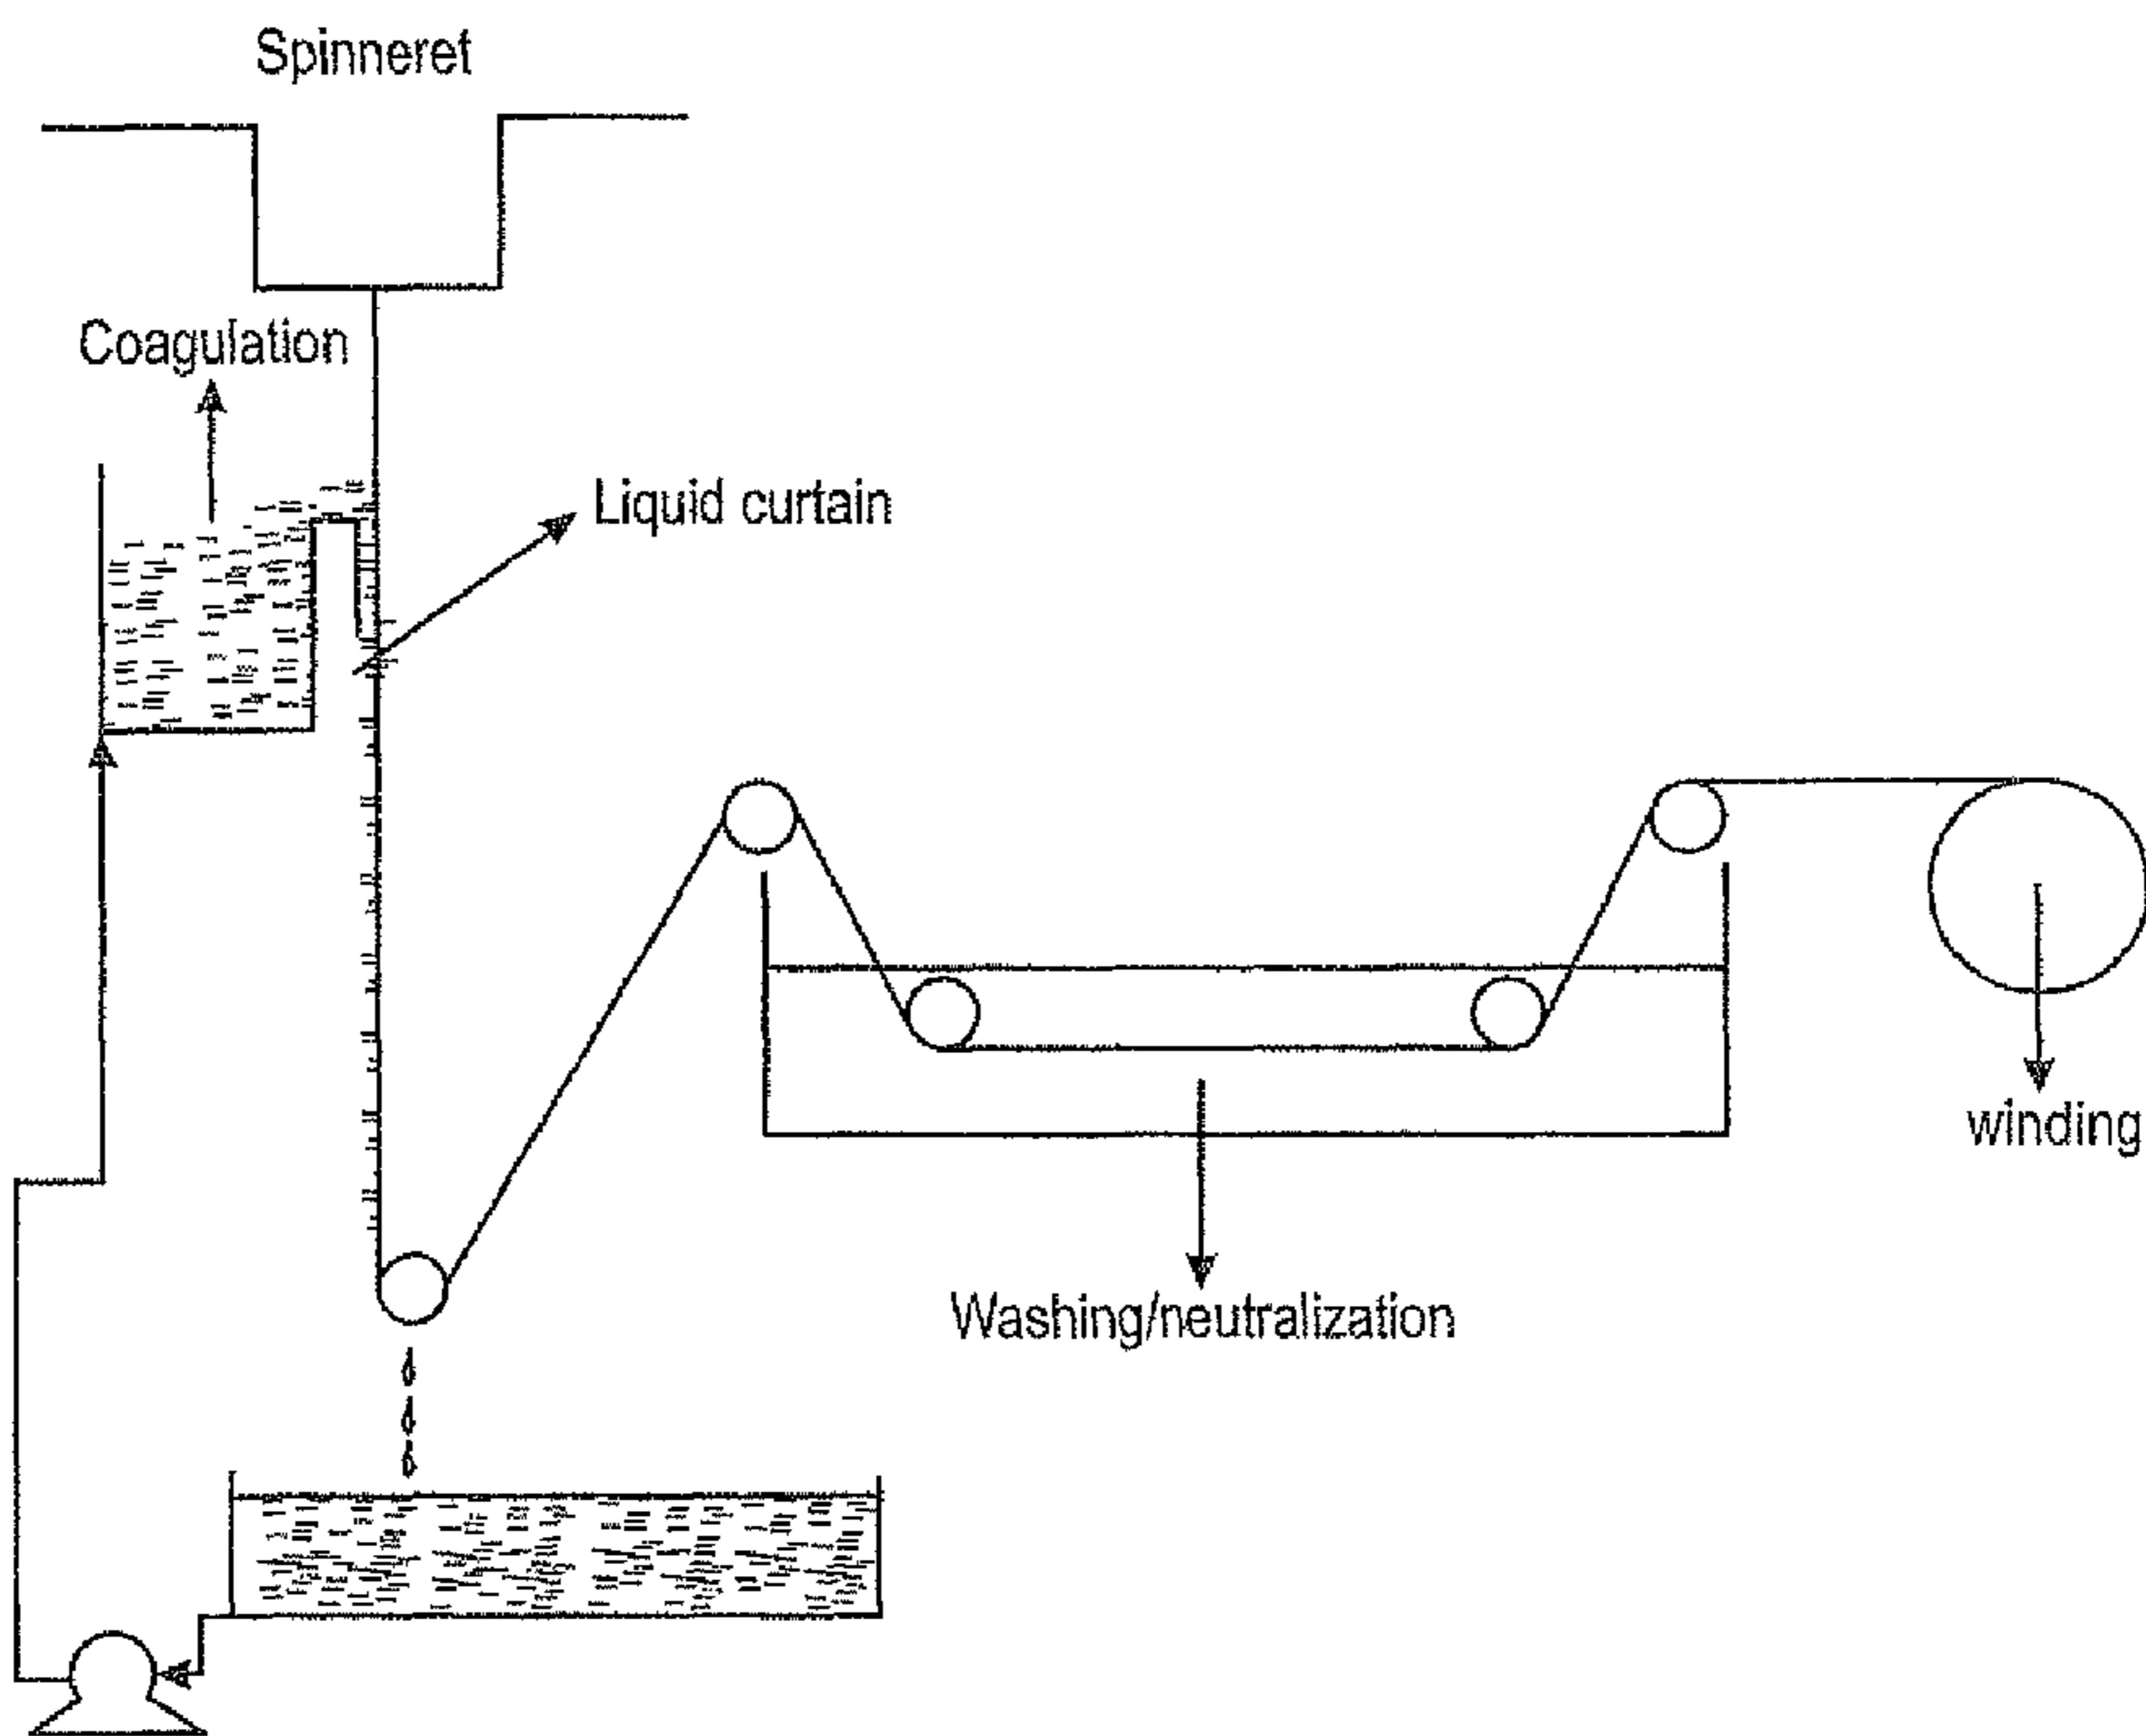 Spinneret
Coagulation
Liquid curtain
winding
Washing/neutralization